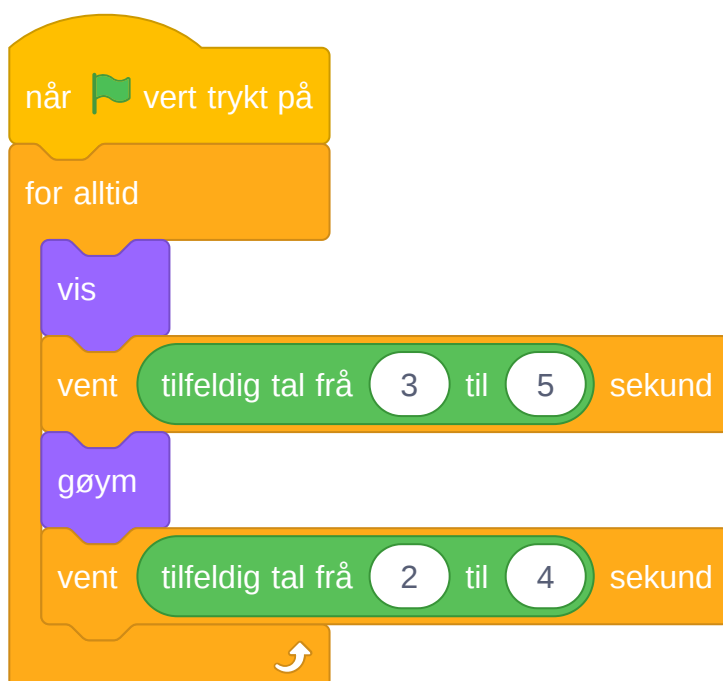 når vert trykt på
for alltid
vis
vent tilfeldig tal frå 3 til 5 sekund
gøym
vent tilfeldig tal frå 2 til 4 sekund